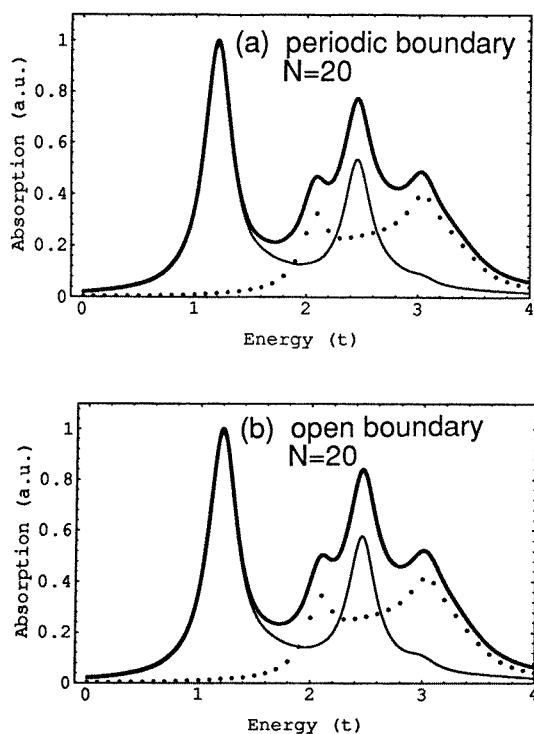 (a) periodic boundary
N=20
Absorption (a.u.)
1
0.8
0.6
0.4
0.2
0
0 1 2 3 4
Energy (t)
(b) open boundary
N=20
Absorption (a.u.)
1
0.8
0.6
0.4
0.2
0
0 1 2 3 4
Energy (t)